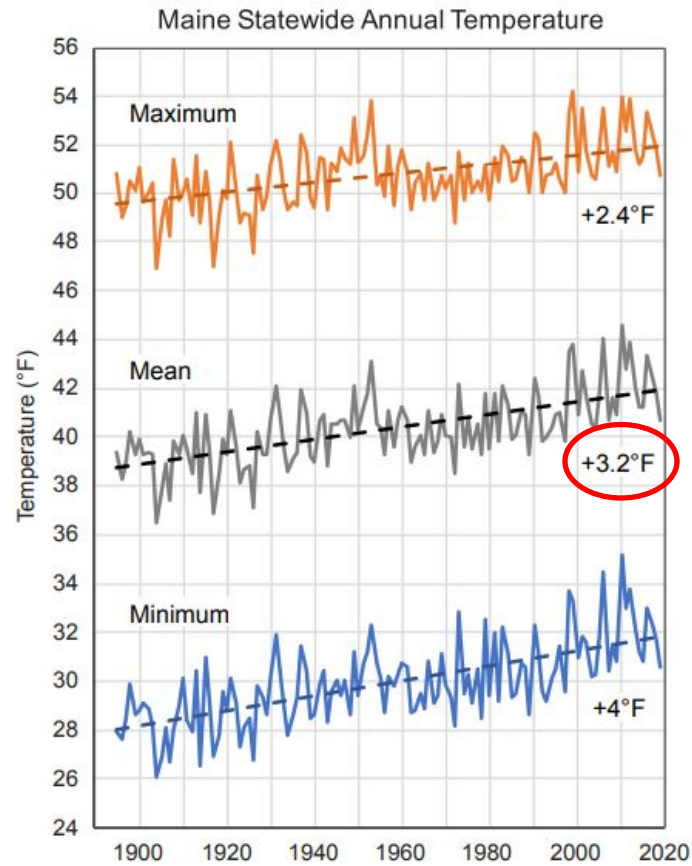 Maine Statewide Annual Temperature
56
54
Maximum
52
50
+2.4°F
48
46
44
Mean
42
40
+3.2°F
38
36
34
Minimum
32
30
+4°F
28
26
24
Temperature (°F)
1900 1920 1940 1960 1980 2000 2020